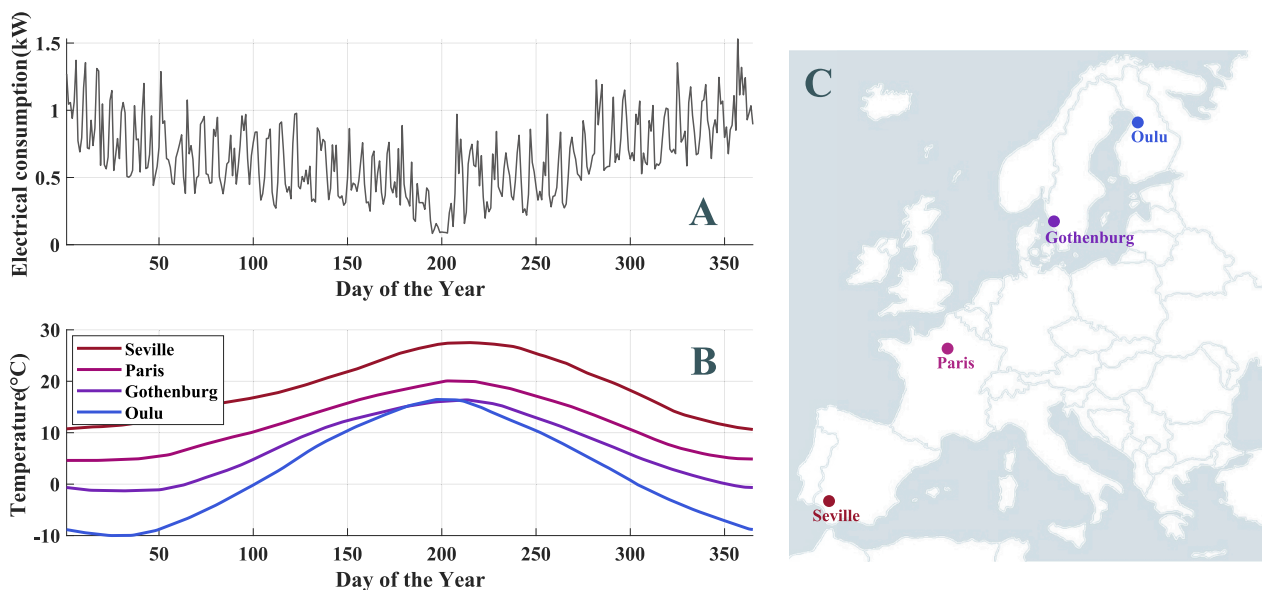 Electrical consumption(kW)
1.5
1
0.5
0
50
100
150
200
250
300
350
Day of the Year
A
Temperature(°C)
30
20
10
0
-10
Seville
Paris
Gothenburg
Oulu
B
50
100
150
200
250
300
350
Day of the Year
C
Oulu
Gothenburg
Paris
Seville